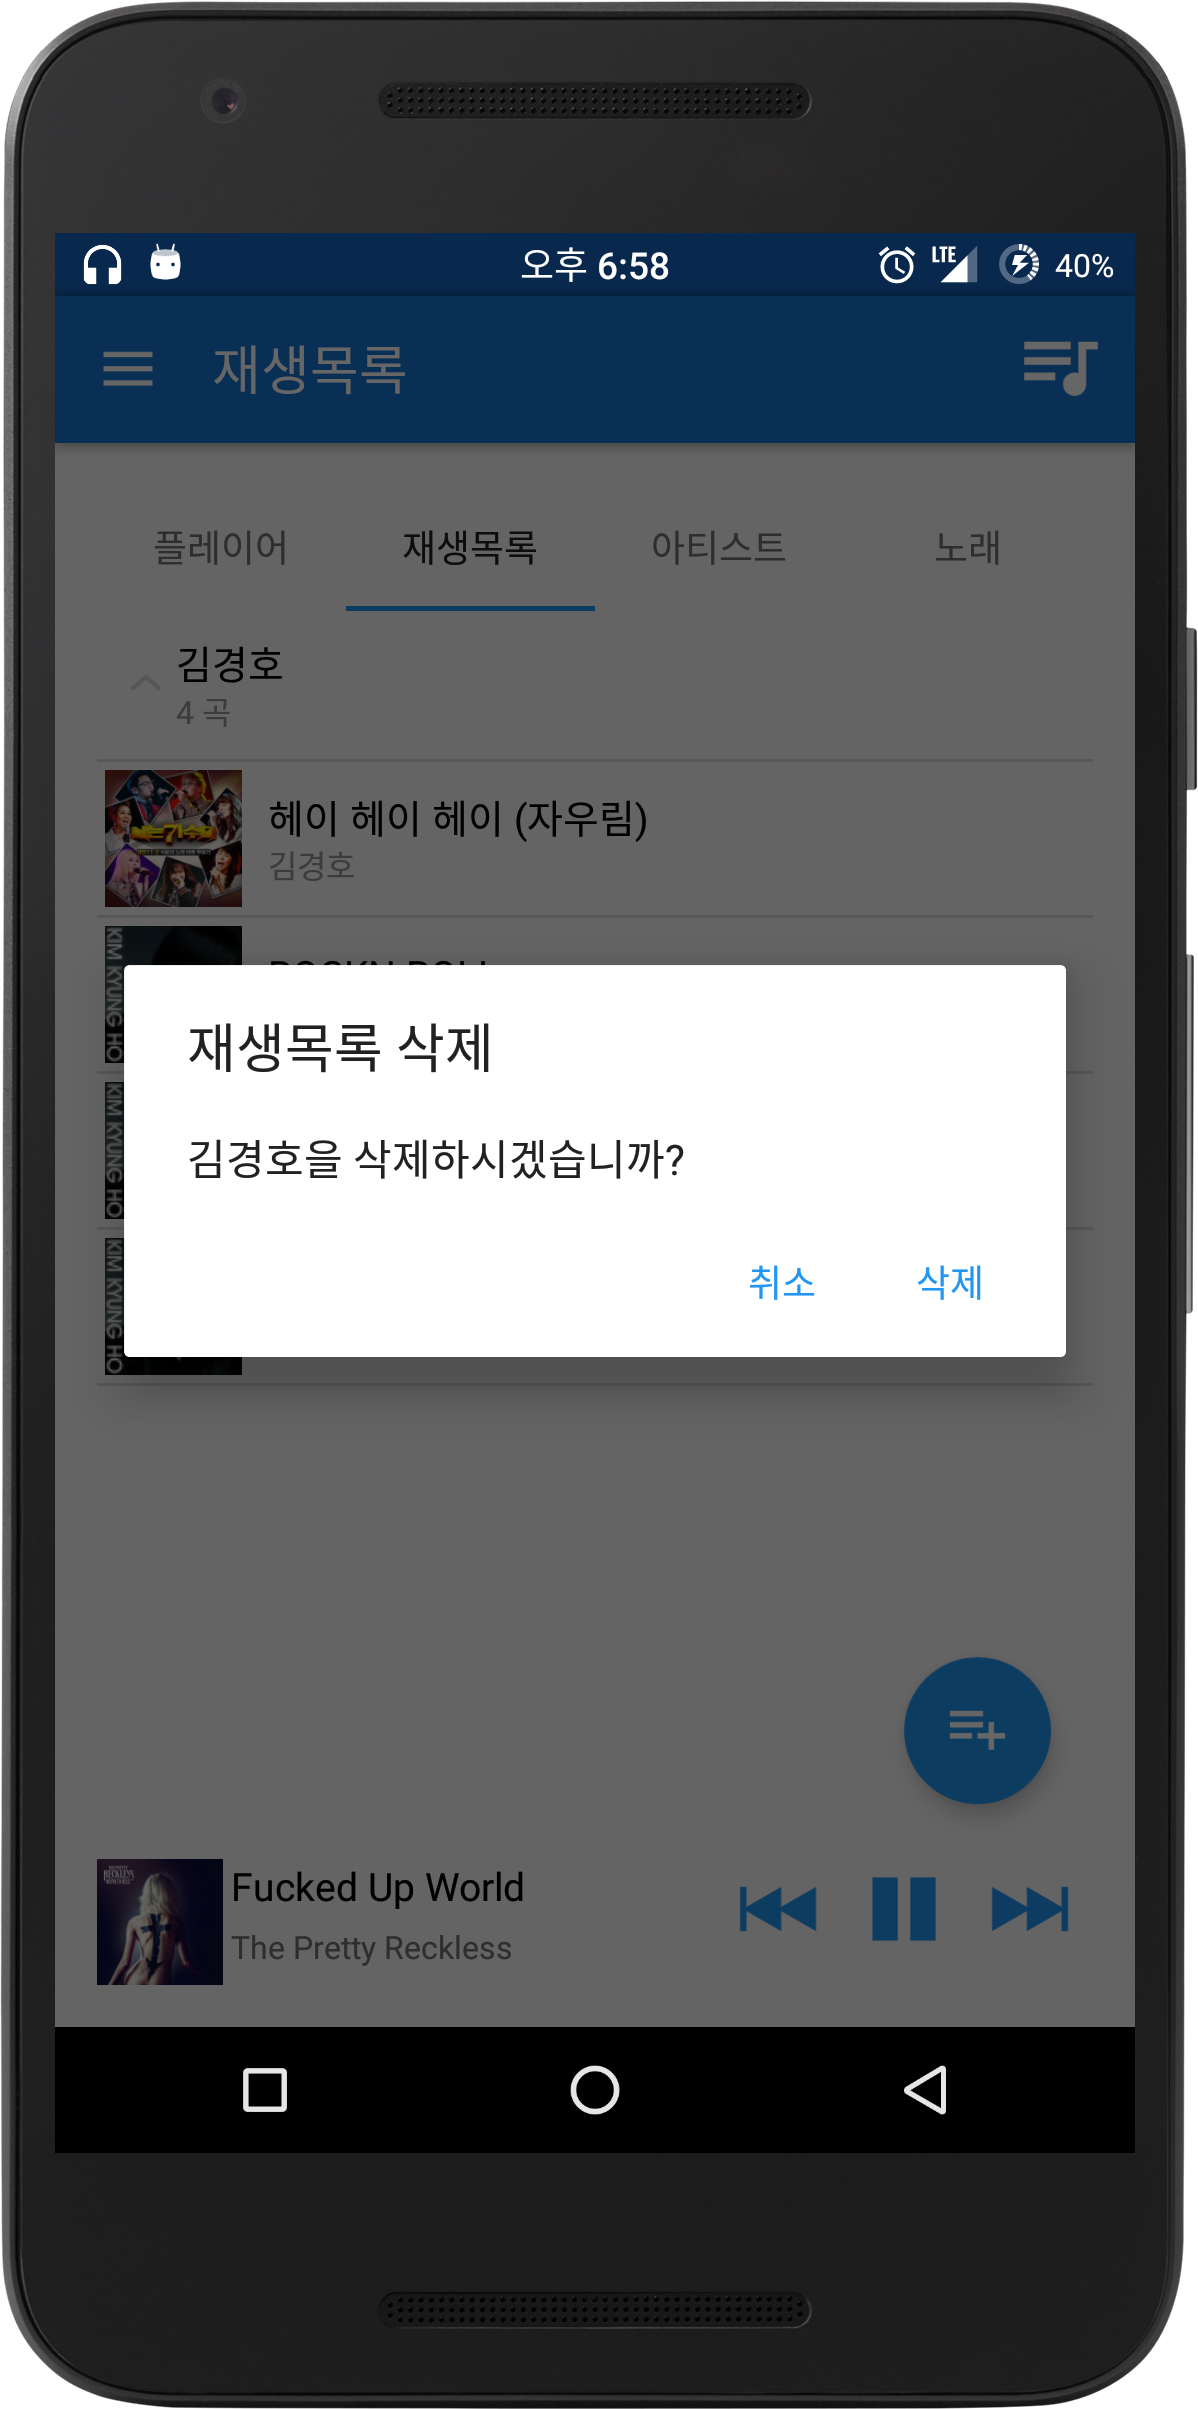 오후 6:58
LTE
40%
재생목록
플레이어
재생목록
아티스트
노래
김경호
4 곡
헤이 헤이 헤이 (자우림)
김경호
KIM KYUNG HO
재생목록 삭제
김경호을 삭제하시겠습니까?
KIM KYUNG HO
취소
삭제
KIM KYUNG HO
Fucked Up World
The Pretty Reckless